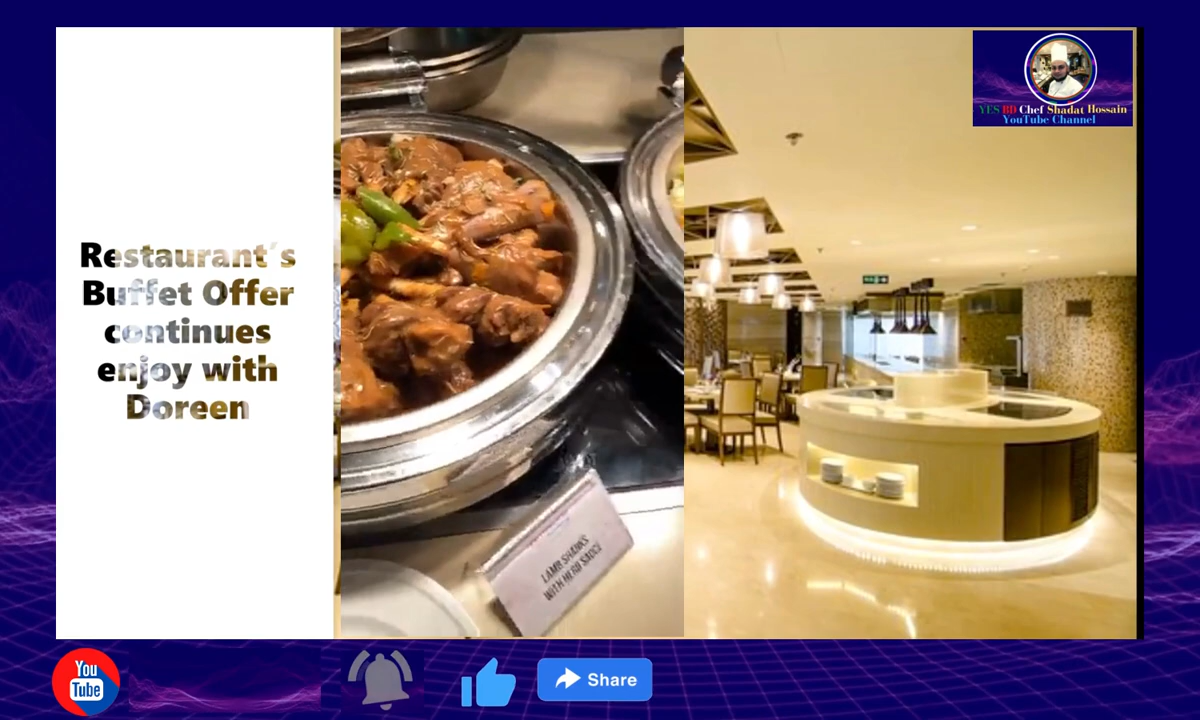 Restaurant's
Buffet Offer
continues
enjoy with
Doreen
LAMB SHANKS
WITH HERB SAUCE
YES BD Chef Shadat Hossain
YouTube Channel
You
Tube
Share